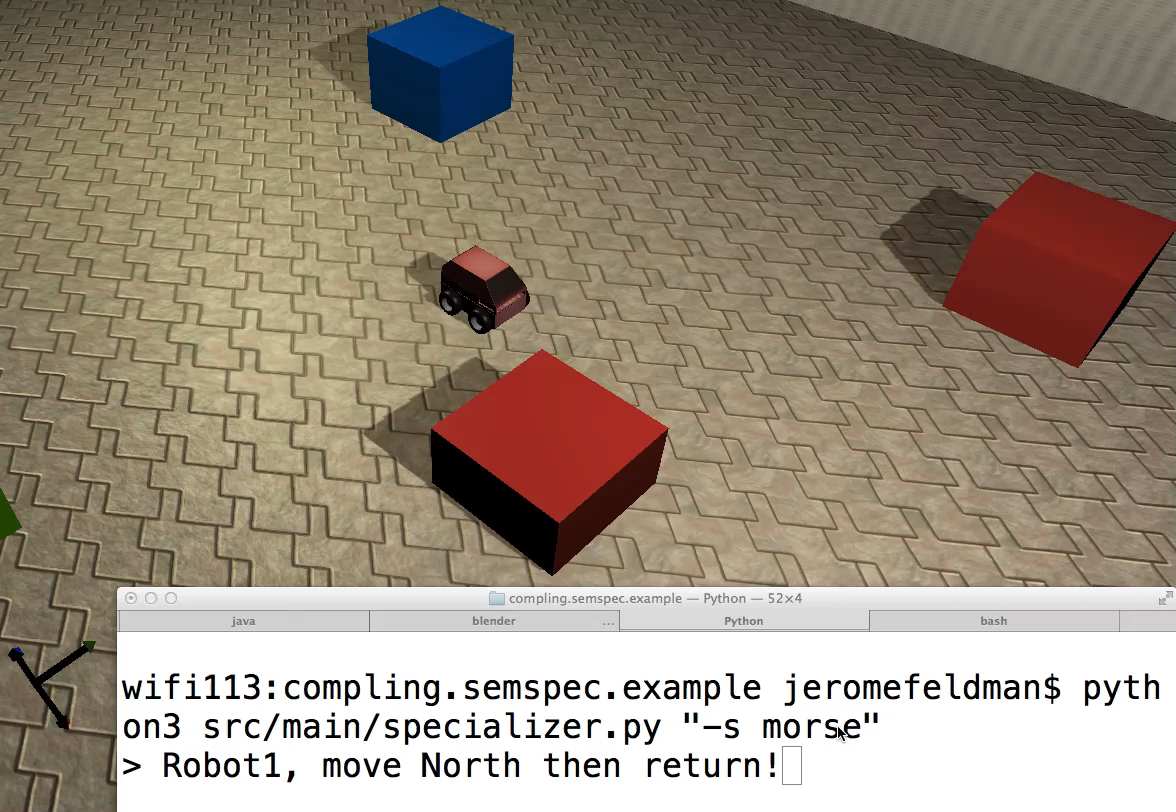 compling.semspec.example — Python — 52×4
java
blender ...
Python
bash
wifi113:compling.semspec.example jeromefeldman$ pyth
on3 src/main/specializer.py "-s morse"
> Robot1, move North then return!